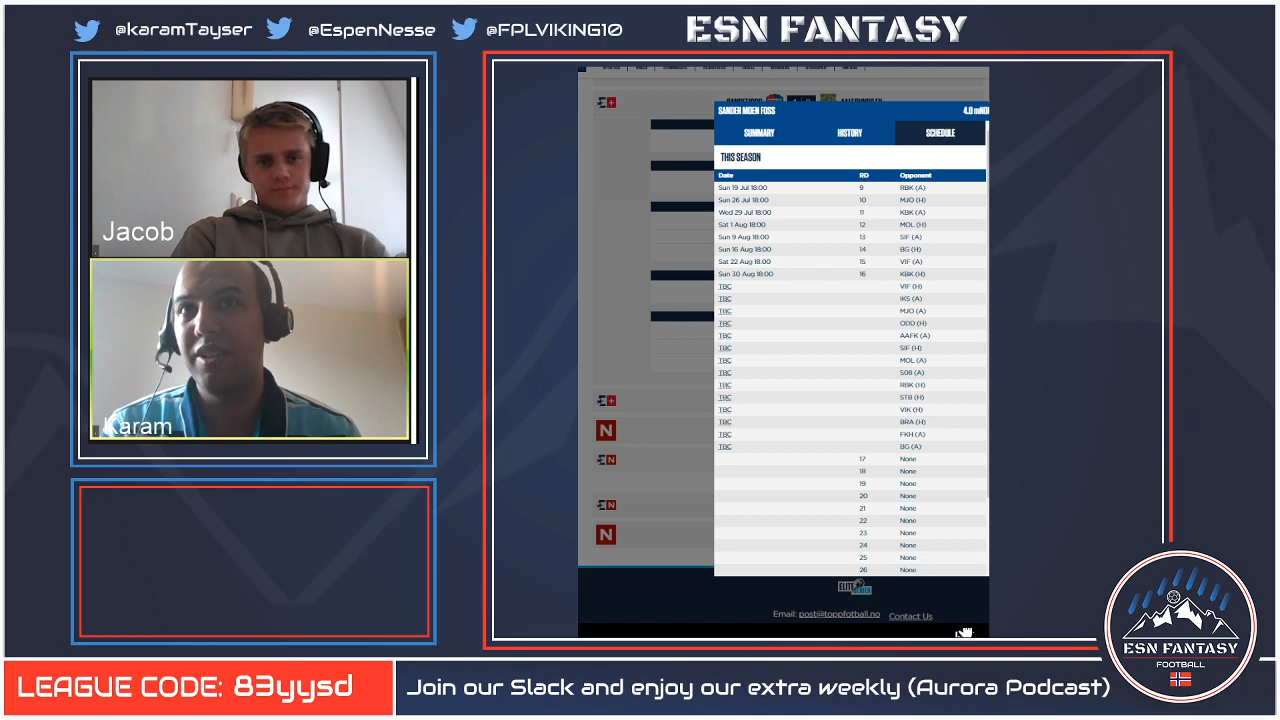 @karamTayser @EspenNesse @FPLVIKING10 ESN FANTASY
Jacob
Karam
SANDER MOEN FOSS
SUMMARY HISTORY SCHEDULE
THIS SEASON
Date RD Opponent
Sun 19 Jul 18:00 9 RBK (A)
Sun 26 Jul 18:00 10 MJO (H)
Wed 29 Jul 18:00 11 KBK (A)
Sat 1 Aug 18:00 12 MOL (H)
Sun 9 Aug 18:00 13 SIF (A)
Sun 16 Aug 18:00 14 BG (H)
Sat 22 Aug 18:00 15 VIF (A)
Sun 30 Aug 18:00 16 KBK (H)
TBC VIF (H)
TBC IKS (A)
TBC MJO (A)
TBC ODD (H)
TBC AAFK (A)
TBC SIF (H)
TBC MOL (A)
TBC S08 (A)
TBC RBK (H)
TBC STB (H)
TBC VIK (H)
TBC BRA (H)
TBC FKH (A)
TBC BG (A)
17 None
18 None
19 None
20 None
21 None
22 None
23 None
24 None
25 None
26 None
E+
E+
N
EN
EN
N
ELITE
Email: post@toppfotball.no Contact Us
ESN FANTASY
FOOTBALL
LEAGUE CODE: 83yysd
Join our Slack and enjoy our extra weekly (Aurora Podcast)